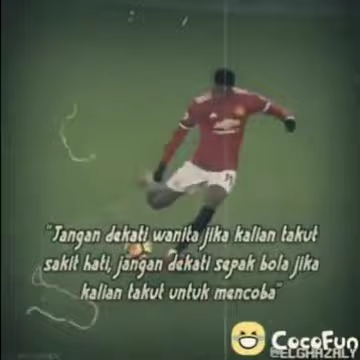 "Jangan dekati wanita jika kalian takut
sakit hati, jangan dekati sepak bola jika
kalian takut untuk mencoba"
CocoFun
@ELGHAZALY